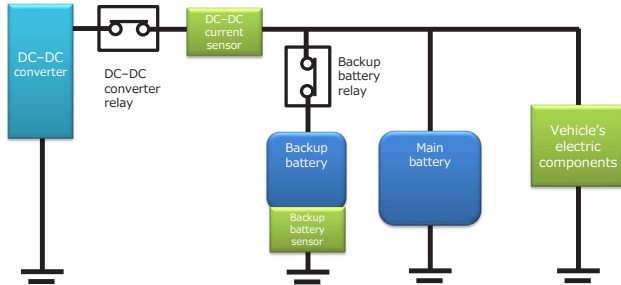 DC–DC
converter
DC–DC
converter
relay
DC–DC
current
sensor
Backup
battery
relay
Backup
battery
Backup
battery
sensor
Main
battery
Vehicle's
electric
components